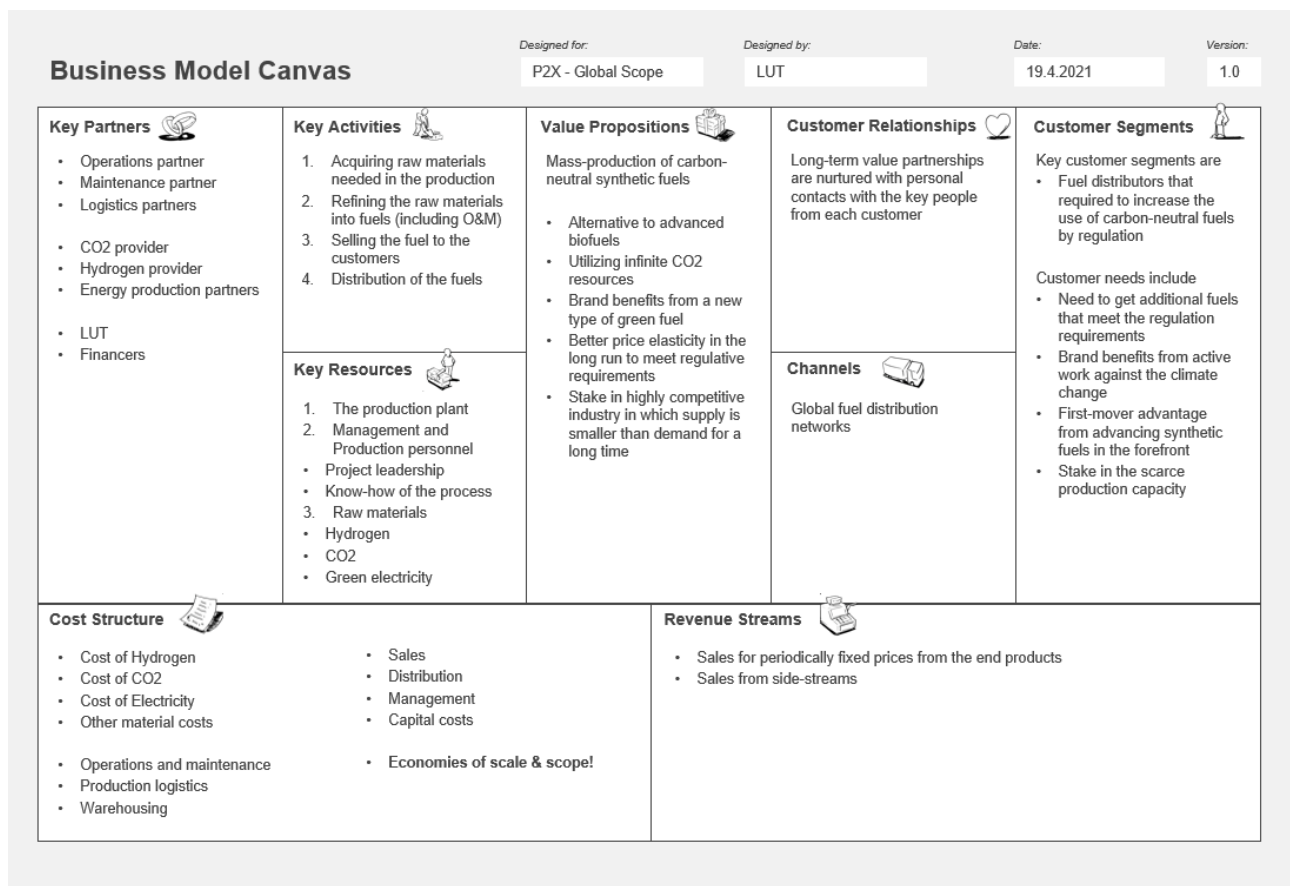 Business Model Canvas
Designed for:
P2X - Global Scope
Designed by:
LUT
Date:
19.4.2021
Version:
1.0
Key Partners
• Operations partner
• Maintenance partner
• Logistics partners
• CO2 provider
• Hydrogen provider
• Energy production partners
• LUT
• Financers
Key Activities
1. Acquiring raw materials
needed in the production
2. Refining the raw materials
into fuels (including O&M)
3. Selling the fuel to the
customers
4. Distribution of the fuels
Key Resources
1. The production plant
2. Management and
Production personnel
• Project leadership
• Know-how of the process
3. Raw materials
• Hydrogen
• CO2
• Green electricity
Value Propositions
Mass-production of carbon-
neutral synthetic fuels
• Alternative to advanced
biofuels
• Utilizing infinite CO2
resources
• Brand benefits from a new
type of green fuel
• Better price elasticity in the
long run to meet regulative
requirements
• Stake in highly competitive
industry in which supply is
smaller than demand for a
long time
Customer Relationships
Long-term value partnerships
are nurtured with personal
contacts with the key people
from each customer
Channels
Global fuel distribution
networks
Customer Segments
Key customer segments are
• Fuel distributors that
required to increase the
use of carbon-neutral fuels
by regulation
Customer needs include
• Need to get additional fuels
that meet the regulation
requirements
• Brand benefits from active
work against the climate
change
• First-mover advantage
from advancing synthetic
fuels in the forefront
• Stake in the scarce
production capacity
Cost Structure
• Cost of Hydrogen
• Cost of CO2
• Cost of Electricity
• Other material costs
• Operations and maintenance
• Production logistics
• Warehousing
• Sales
• Distribution
• Management
• Capital costs
• Economies of scale & scope!
Revenue Streams
• Sales for periodically fixed prices from the end products
• Sales from side-streams